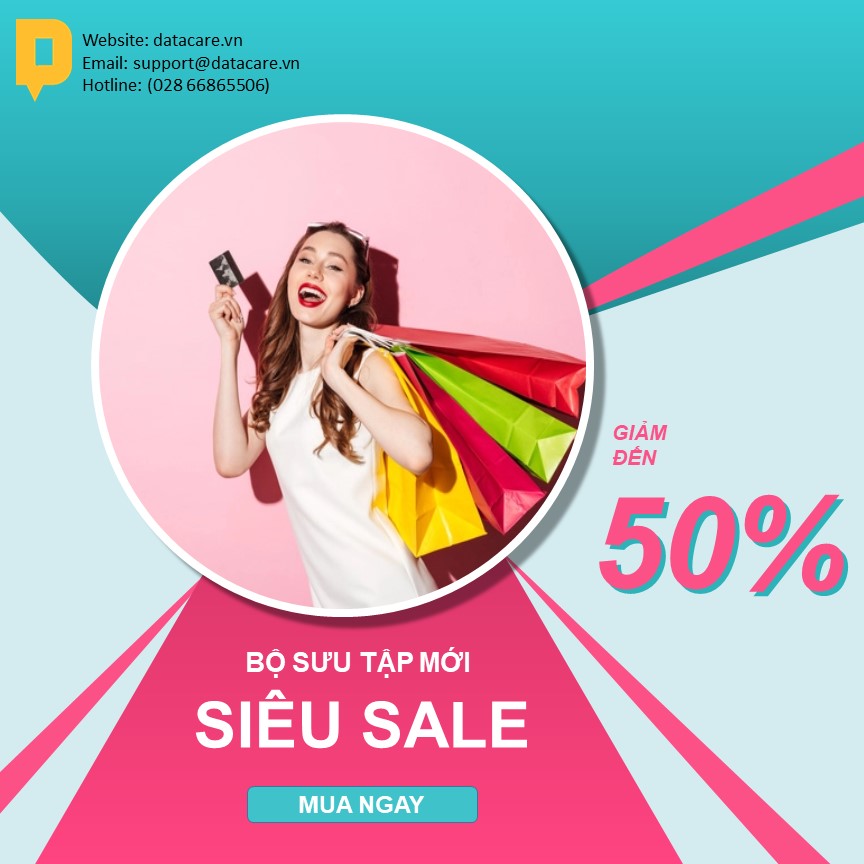 Website: datacare.vn
Email: support@datacare.vn
Hotline: (028 66865506)
GIẢM
ĐẾN
50%
BỘ SƯU TẬP MỚI
SIÊU SALE
MUA NGAY